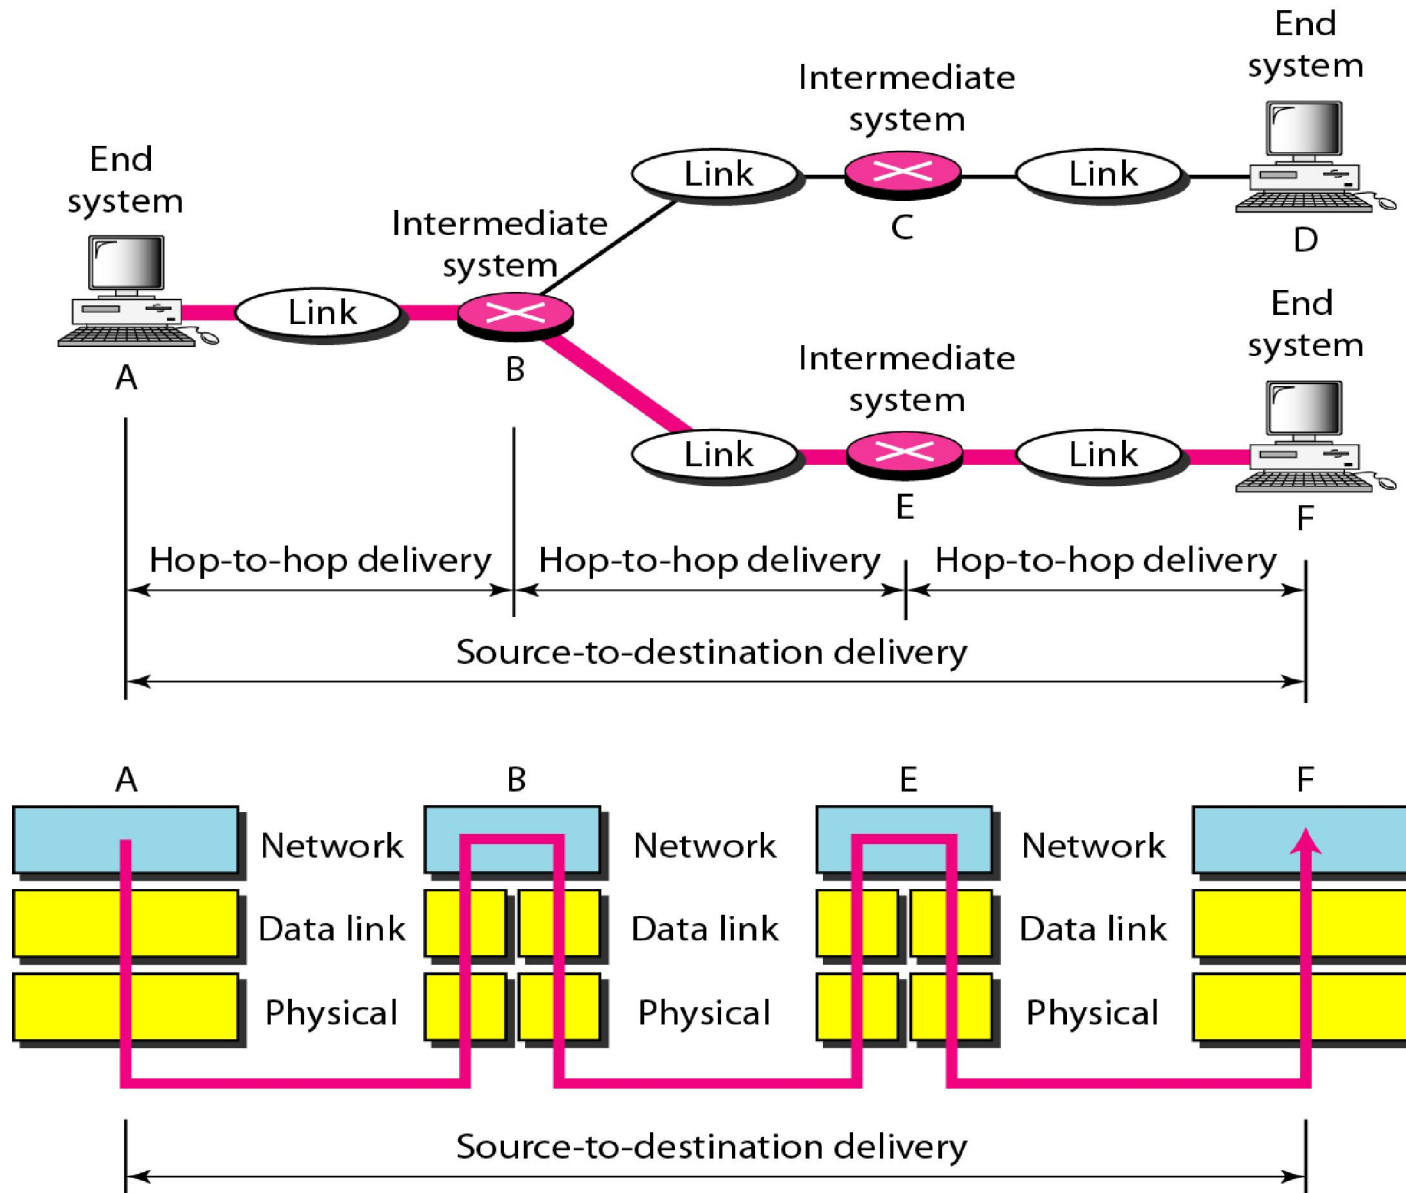 End
system
Intermediate
system
Link
Link
C
D
End
system
Intermediate
system
Link
A
B
End
system
Intermediate
system
Link
Link
E
F
Hop-to-hop delivery
Hop-to-hop delivery
Hop-to-hop delivery
Source-to-destination delivery
A
B
E
F
Network
Network
Network
Data link
Data link
Data link
Physical
Physical
Physical
Source-to-destination delivery